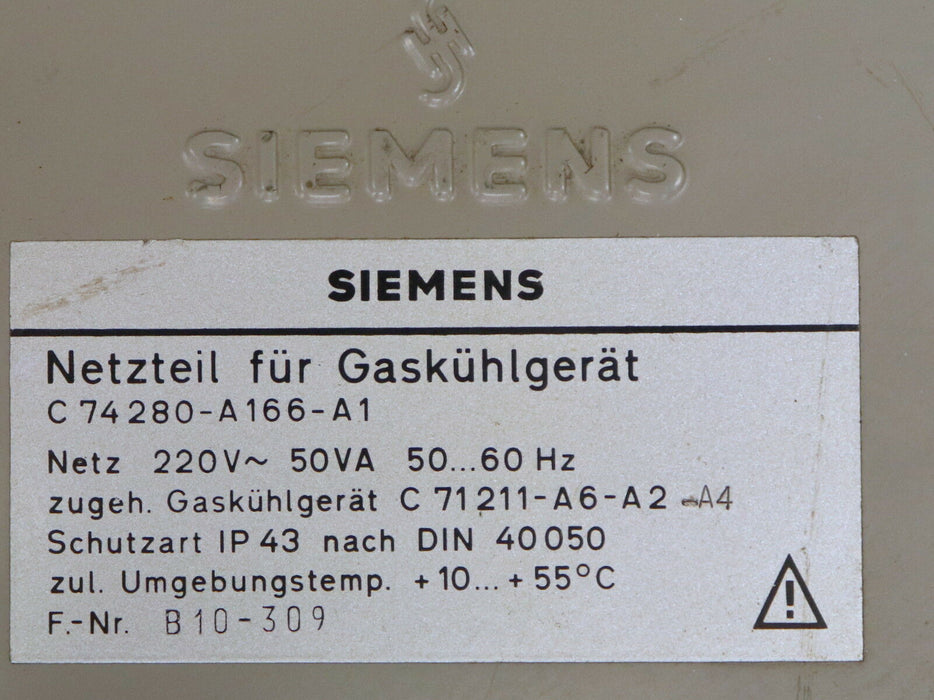 SIEMENS
SIEMENS
Netzteil für Gaskühlgerät
C 74280-A166-A1
Netz 220V~ 50VA 50...60 Hz
zugeh. Gaskühlgerät C 71211-A6-A2 -A4
Schutzart IP 43 nach DIN 40050
zul. Umgebungstemp. +10...+55°C
F.-Nr. B10-309